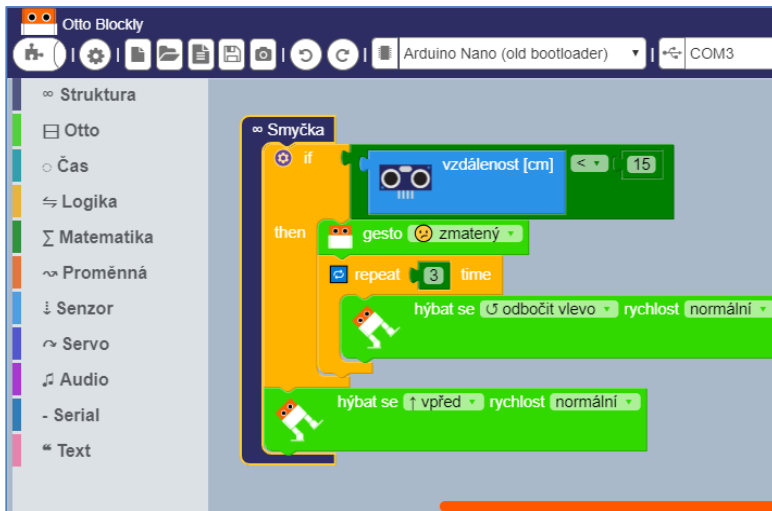 Otto Blockly
Arduino Nano (old bootloader)
COM3
∞ Struktura
Otto
Čas
Logika
∑ Matematika
Proměnná
Senzor
Servo
♫ Audio
- Serial
❝ Text
∞ Smyčka
if vzdálenost [cm] < 15
then gesto zmatený
repeat 3 time
hýbat se ↺ odbočit vlevo rychlost normální
hýbat se ↑ vpřed rychlost normální